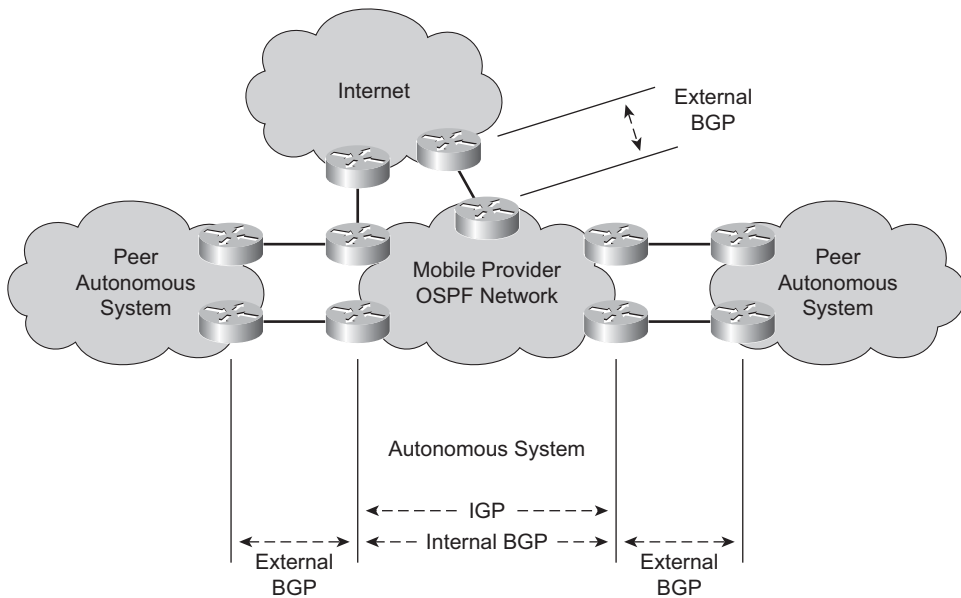 Internet
External
BGP
Peer
Autonomous
System
Mobile Provider
OSPF Network
Peer
Autonomous
System
Autonomous System
IGP
Internal BGP
External
BGP
External
BGP